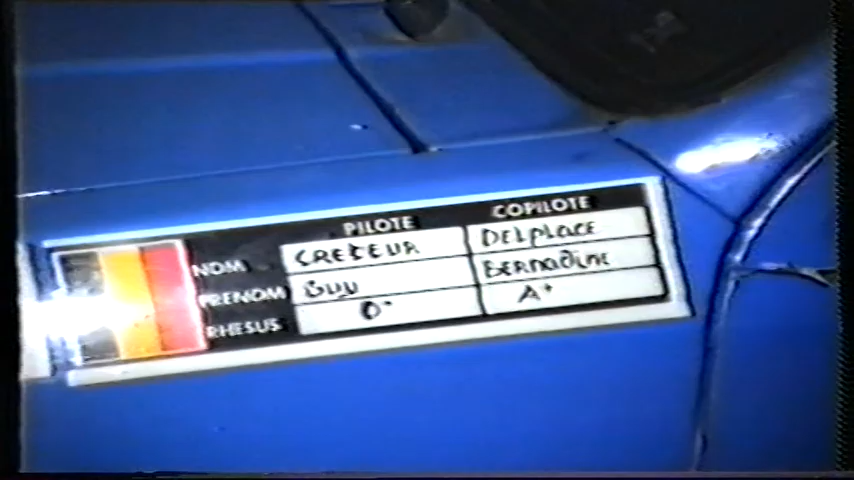 PILOTE COPILOTE
NOM CRETEUR DELPLACE
PRENOM GUY BERNADINE
RHESUS O- A+